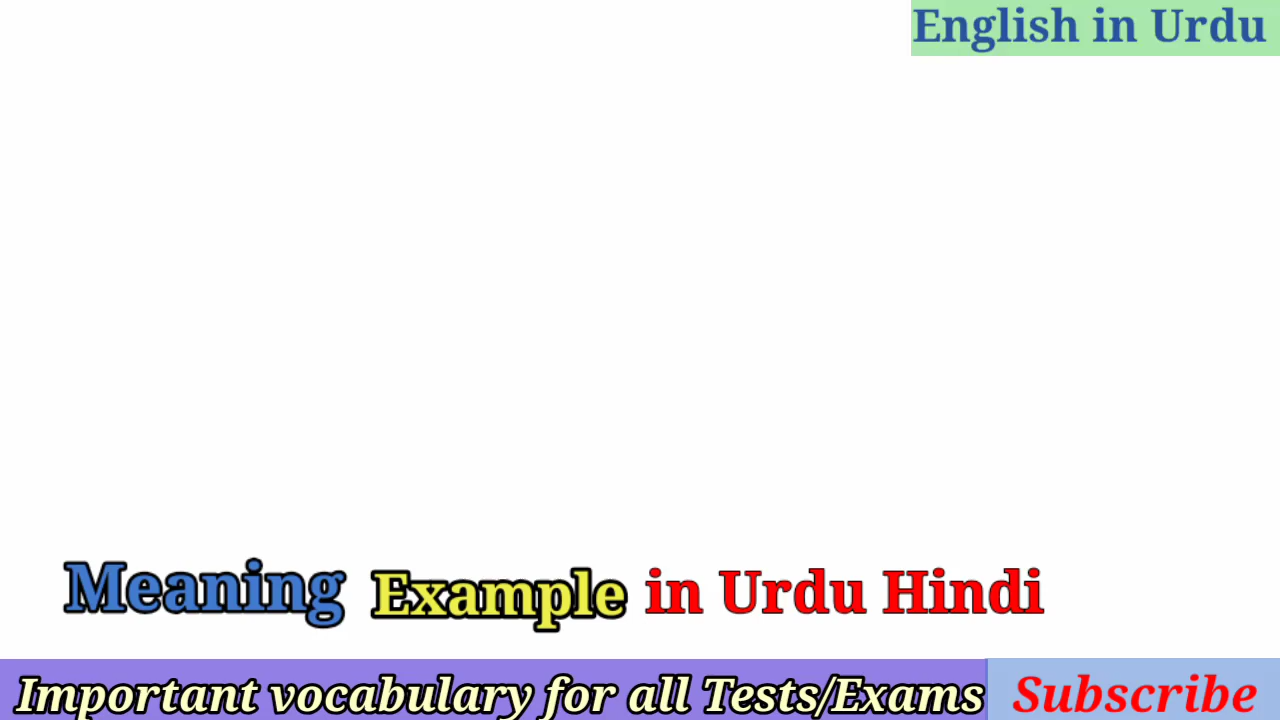 English in Urdu
Meaning Example in Urdu Hindi
Important vocabulary for all Tests/Exams
Subscribe